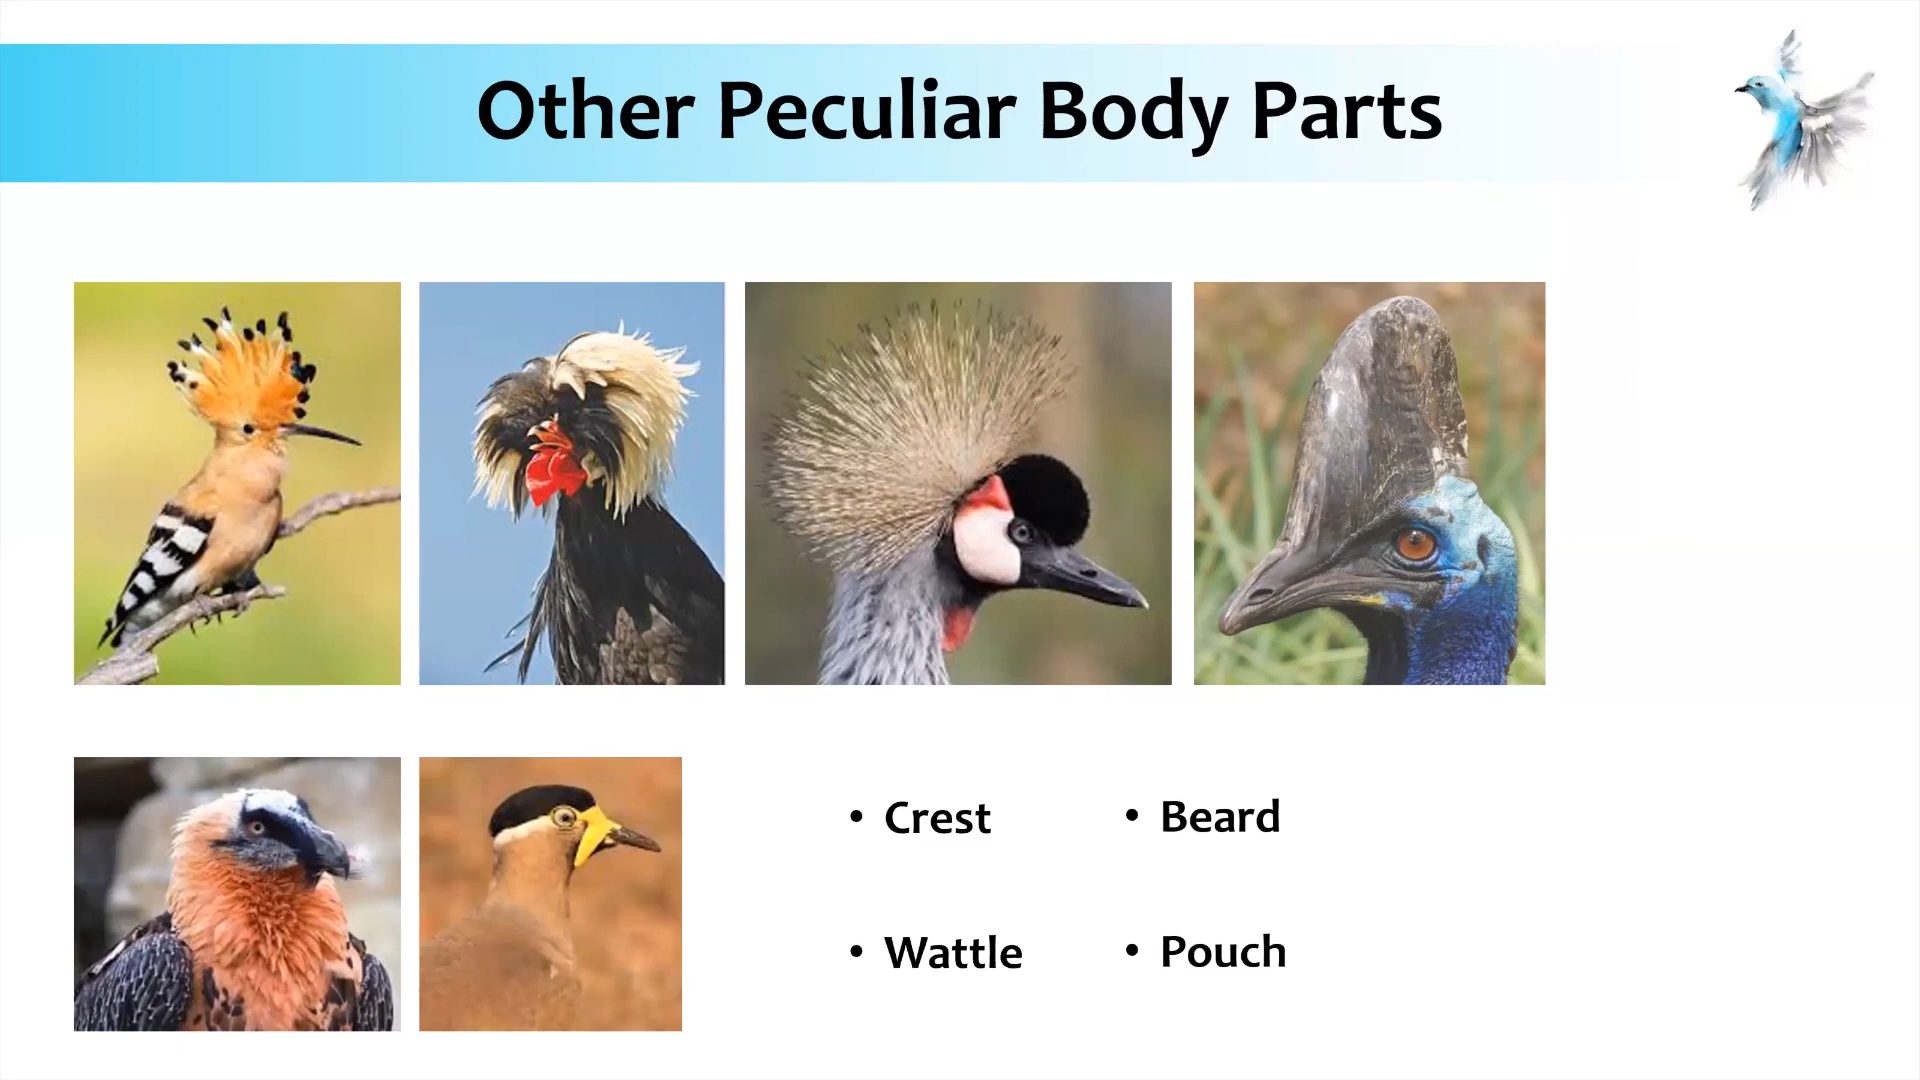 Other Peculiar Body Parts
• Crest
• Beard
• Wattle
• Pouch